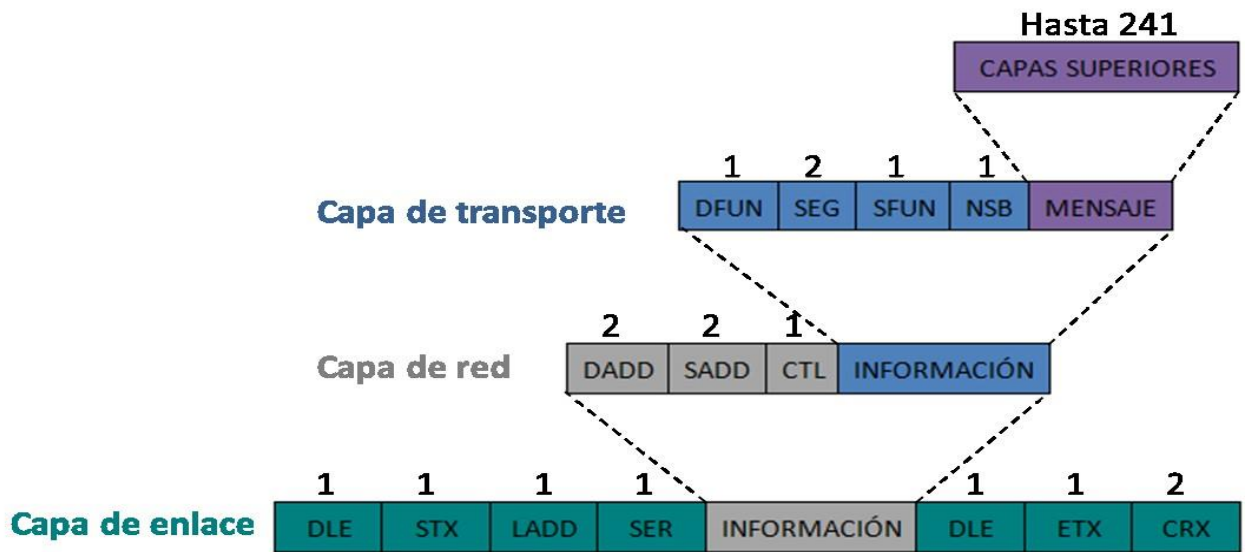 Hasta 241
CAPAS SUPERIORES
1 2 1 1
Capa de transporte DFUN SEG SFUN NSB MENSAJE
2 2 1
Capa de red DADD SADD CTL INFORMACIÓN
1 1 1 1 1 1 2
Capa de enlace DLE STX LADD SER INFORMACIÓN DLE ETX CRX